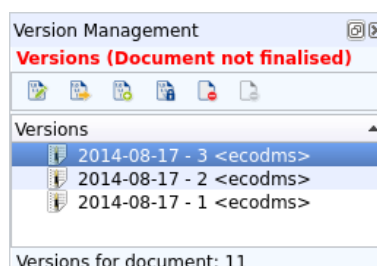 Version Management
Versions (Document not finalised)
Versions
2014-08-17 - 3 <ecodms>
2014-08-17 - 2 <ecodms>
2014-08-17 - 1 <ecodms>
Versions for document: 11